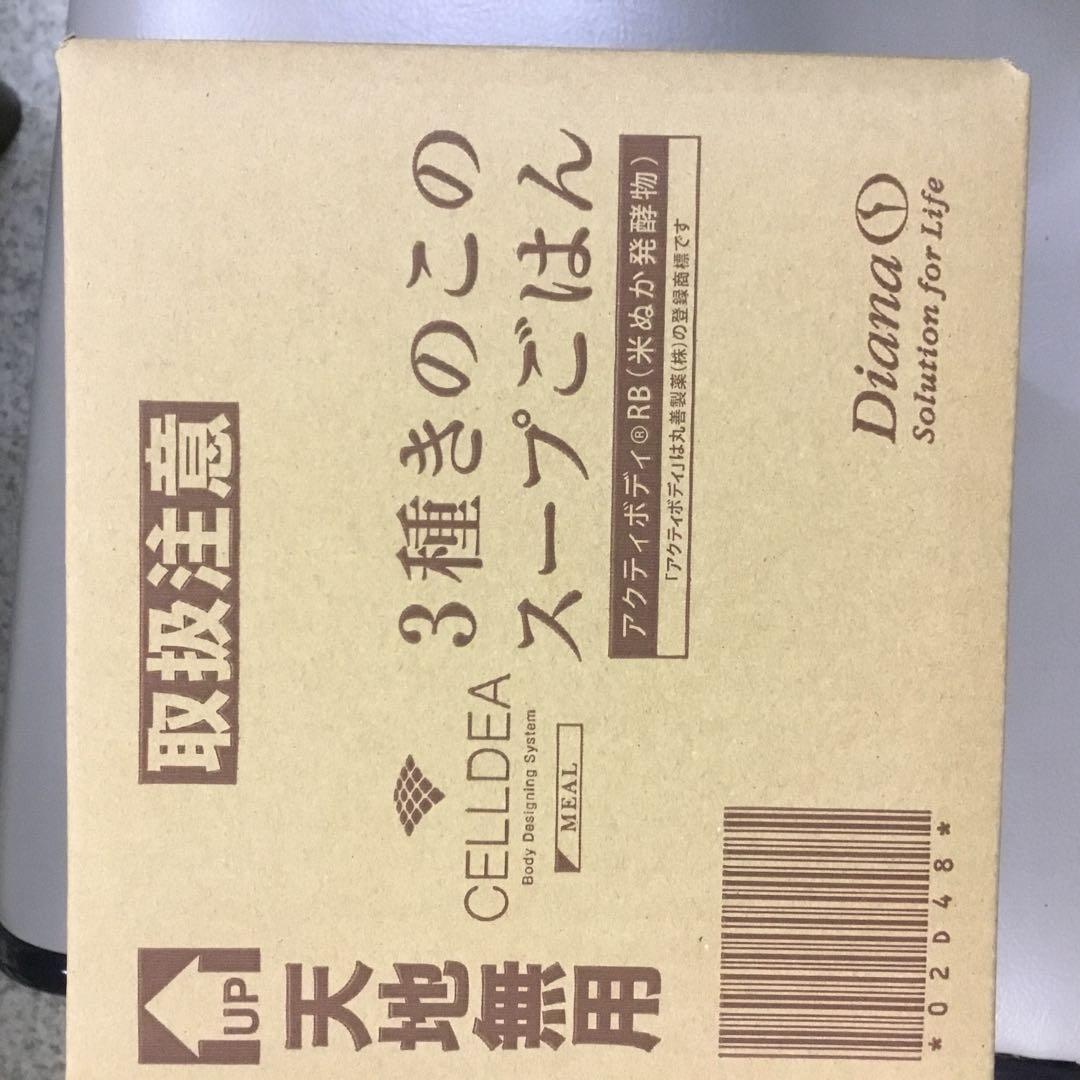 UP
天地無用
取扱注意
CELLDEA
Body Designing System
MEAL
3種きのこの
スープごはん
アクティボディ®RB(米ぬか発酵物)
「アクティボディ」は丸善製薬(株)の登録商標です
*02D48*
Diana
Solution for Life